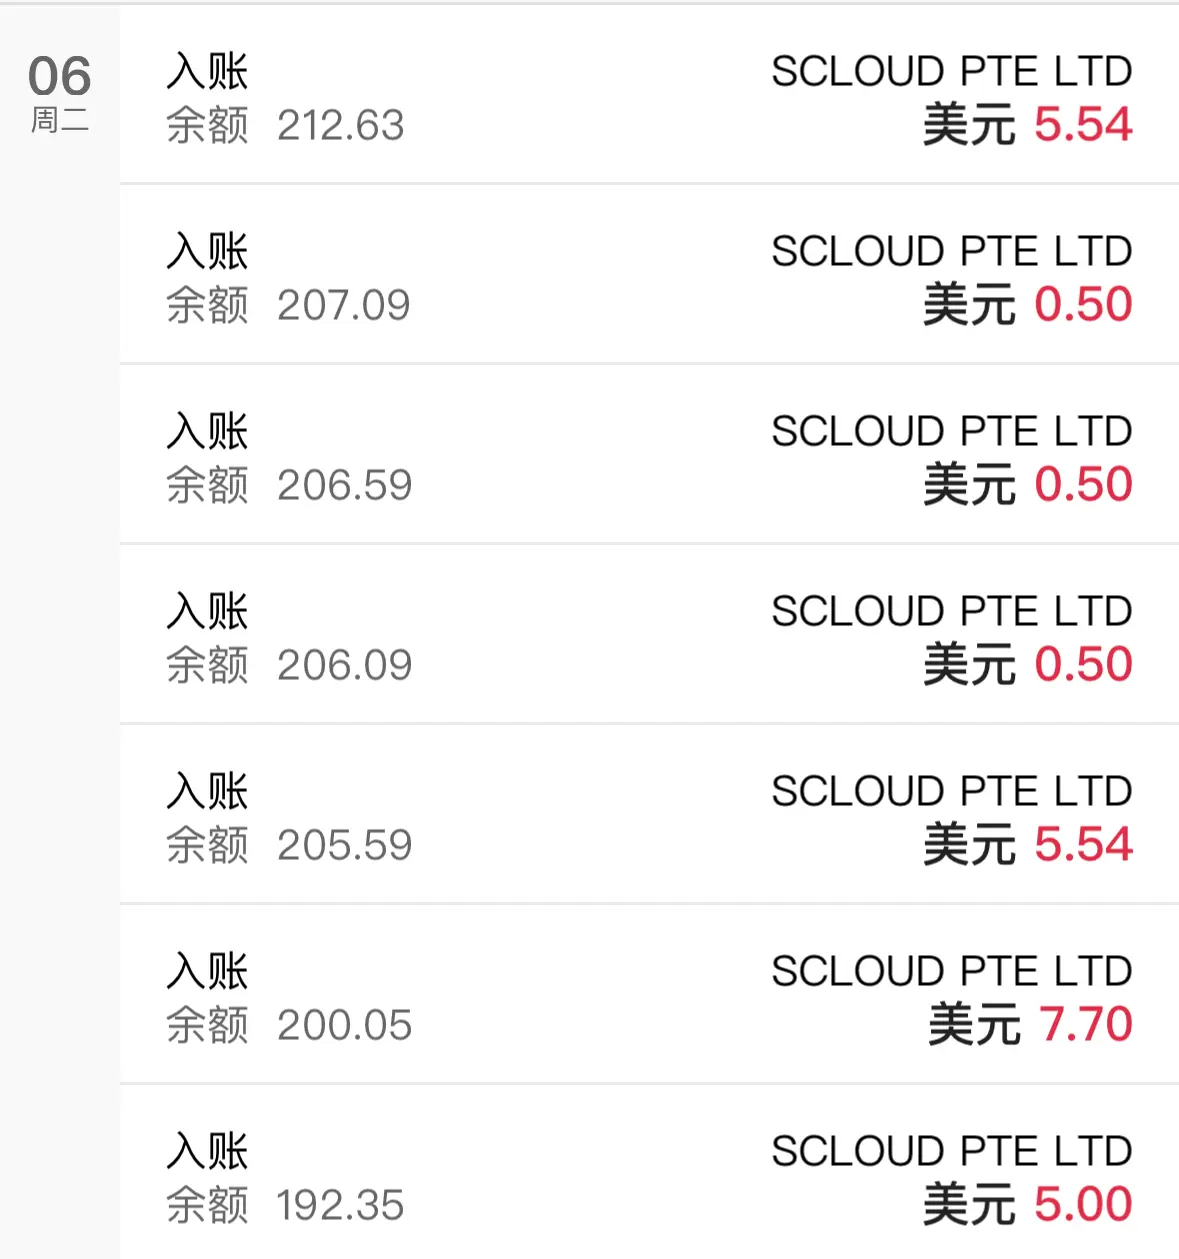 06
周二
入账 SCLOUD PTE LTD
余额 212.63 美元 5.54
入账 SCLOUD PTE LTD
余额 207.09 美元 0.50
入账 SCLOUD PTE LTD
余额 206.59 美元 0.50
入账 SCLOUD PTE LTD
余额 206.09 美元 0.50
入账 SCLOUD PTE LTD
余额 205.59 美元 5.54
入账 SCLOUD PTE LTD
余额 200.05 美元 7.70
入账 SCLOUD PTE LTD
余额 192.35 美元 5.00